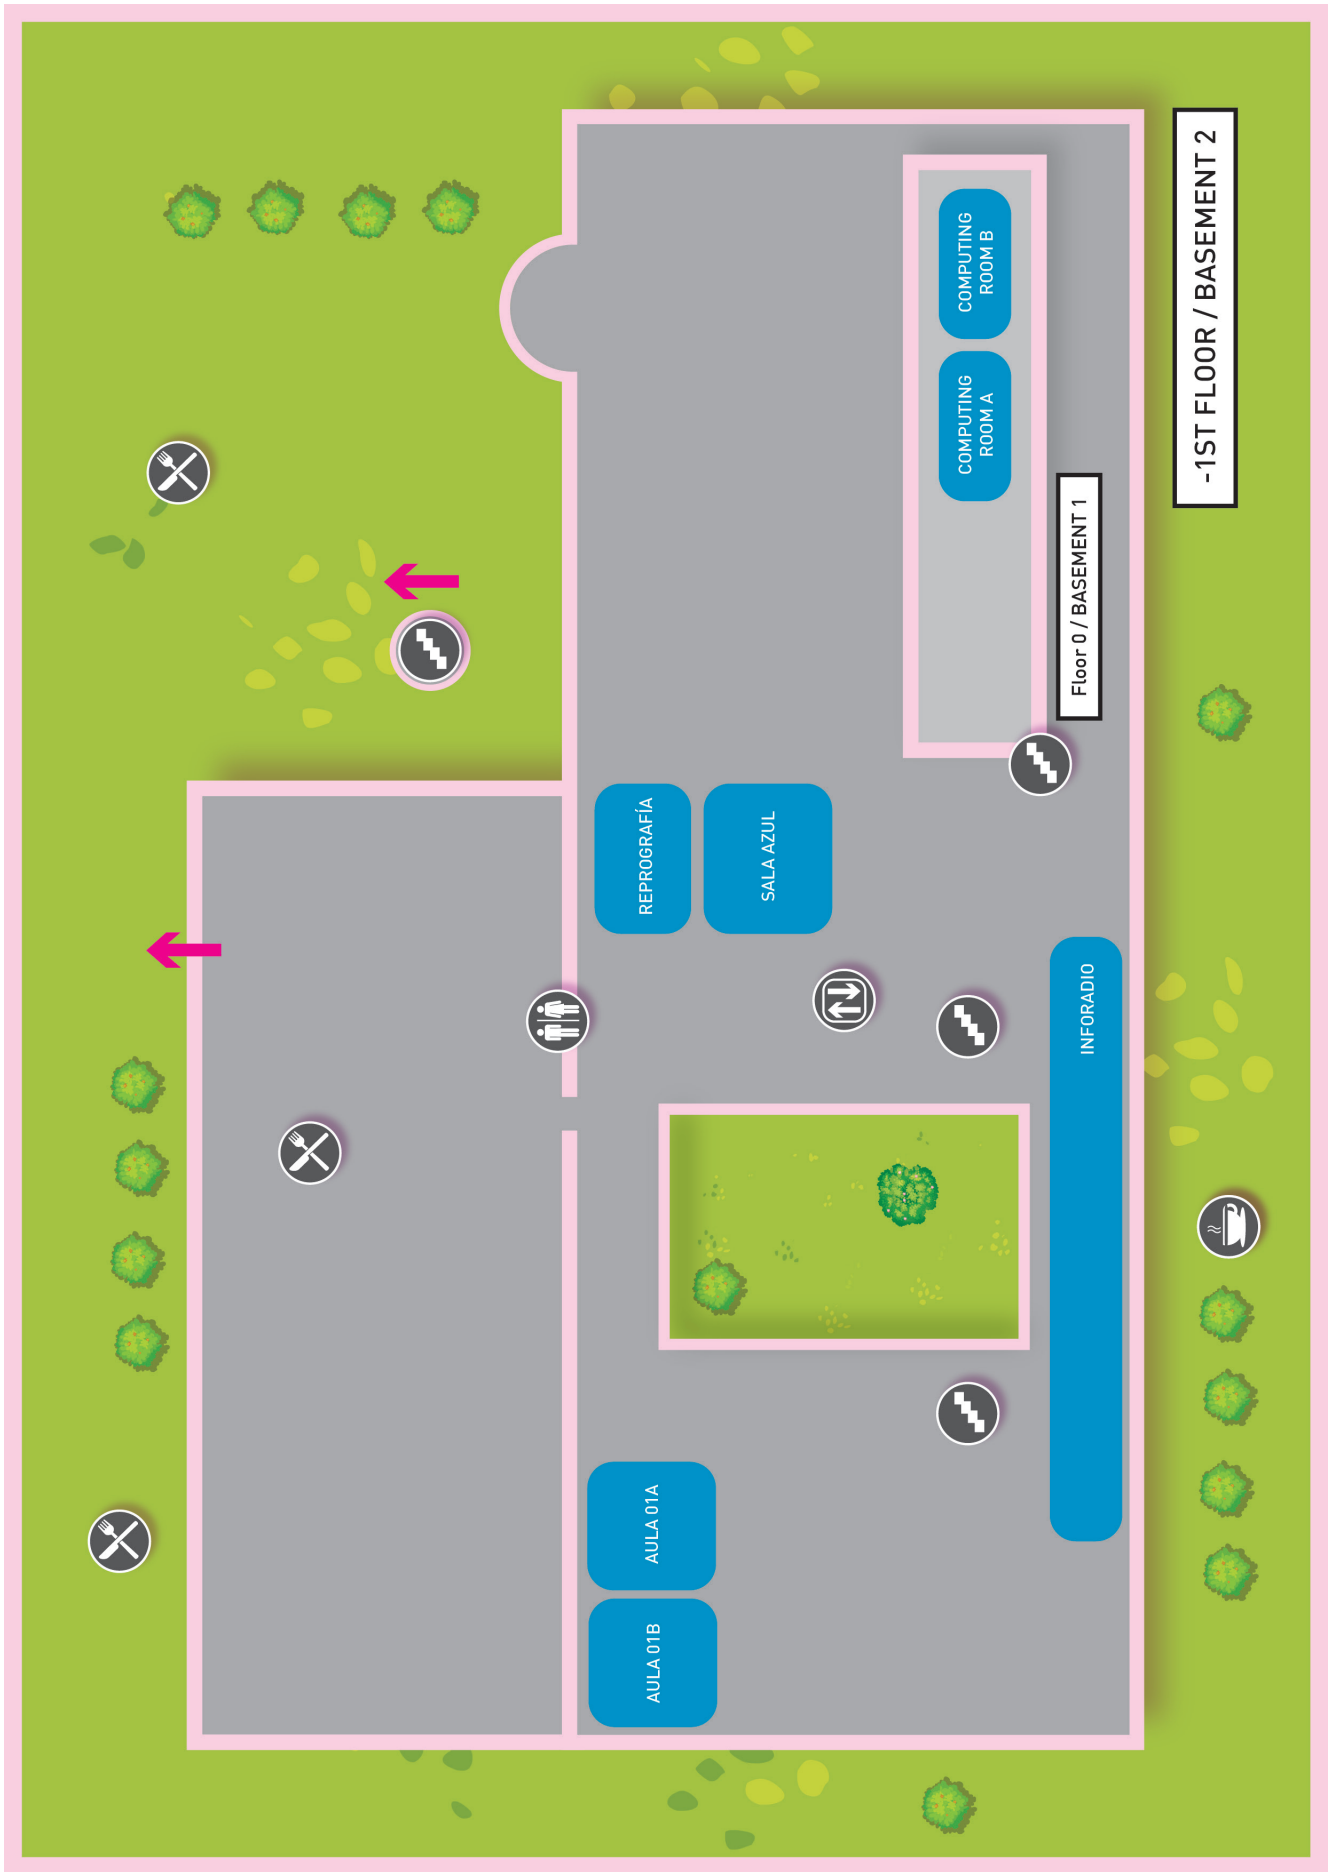 -1ST FLOOR / BASEMENT 2
COMPUTING
ROOM B
COMPUTING
ROOM A
Floor 0 / BASEMENT 1
REPROGRAFÍA
SALA AZUL
INFORADIO
AULA 01A
AULA 01B